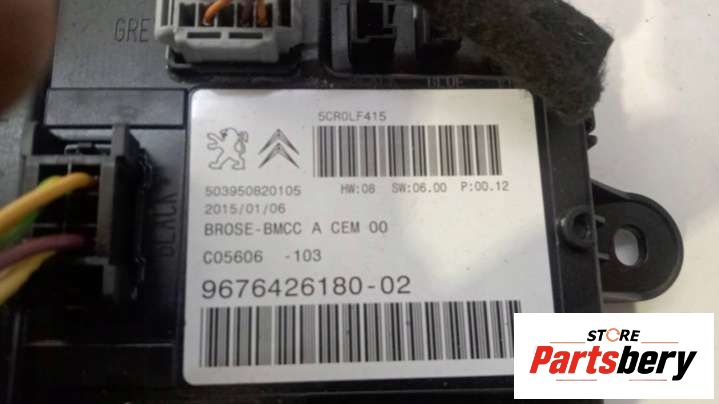 GRE
BLUE
5CR0LF415
503950820105 HW:08 SW:06.00 P:00.12
2015/01/06
BROSE-BMCC A CEM 00
C05606 -103
9676426180-02
BLACK
STORE
Partsbery